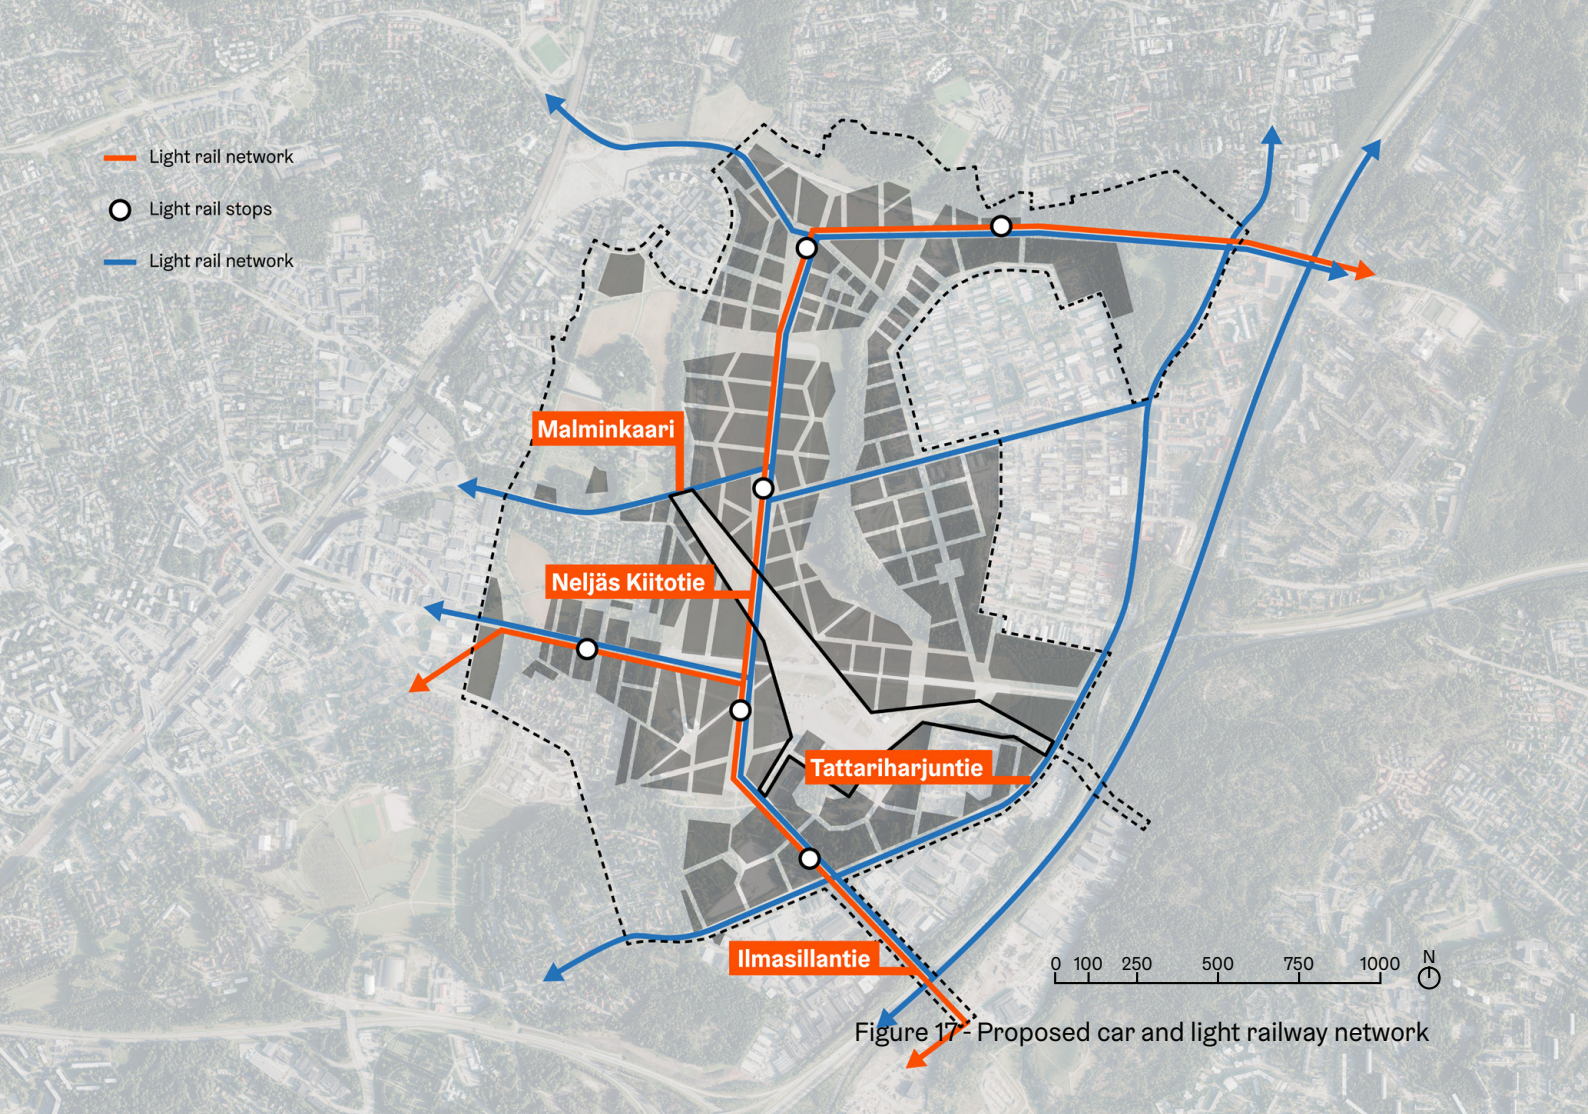 Light rail network
Light rail stops
Light rail network
Malminkaari
Neljäs Kiitotie
Tattariharjuntie
Ilmasillantie
0 100 250 500 750 1000 N
Figure 17 - Proposed car and light railway network